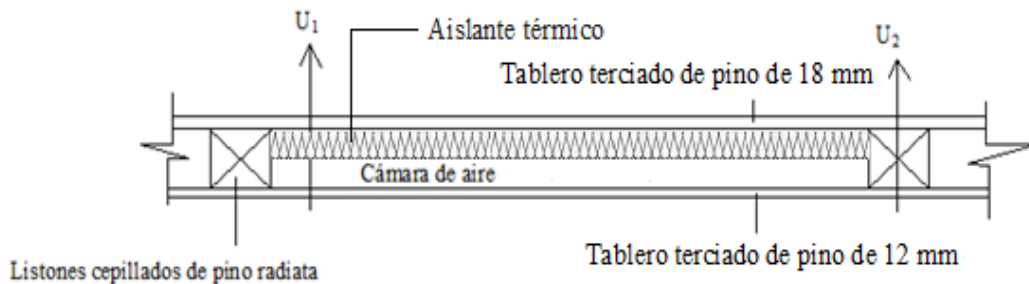 U₁
Aislante térmico
U₂
Tablero terciado de pino de 18 mm
Cámara de aire
Tablero terciado de pino de 12 mm
Listones cepillados de pino radiata